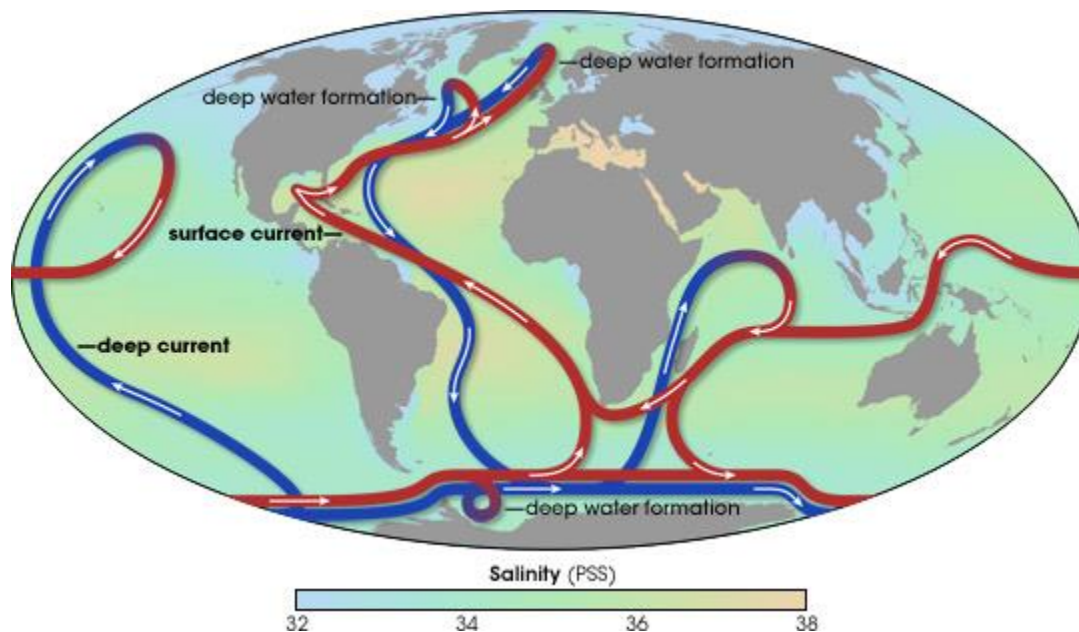 —deep water formation
deep water formation—
surface current—
—deep current
—deep water formation
Salinity (PSS)
32 34 36 38